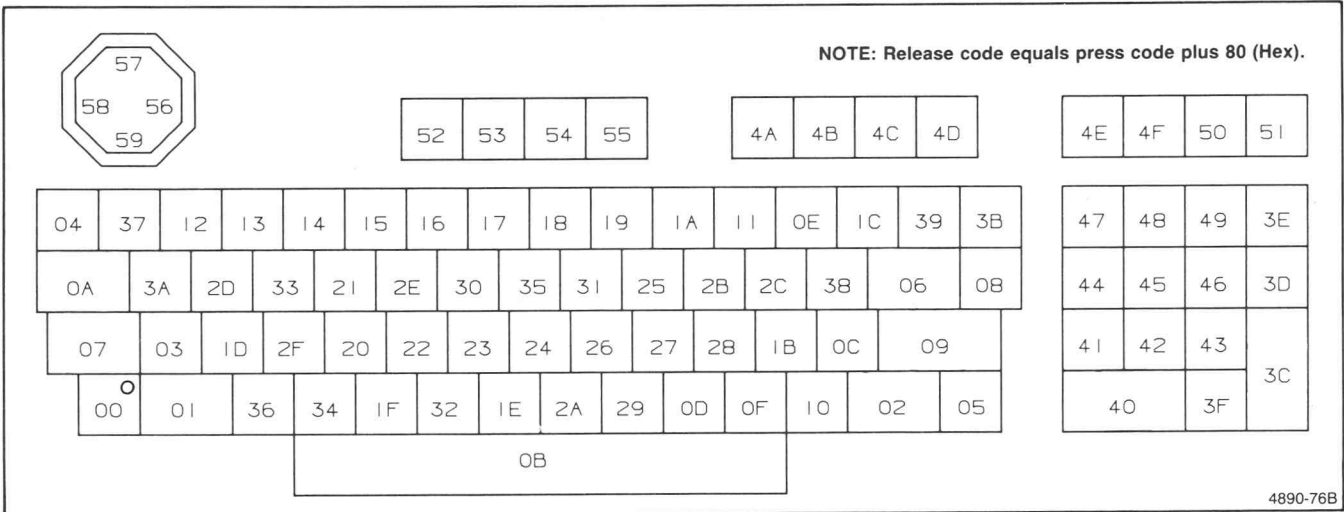 NOTE: Release code equals press code plus 80 (Hex).
57
58 56
59
52 53 54 55 4A 4B 4C 4D 4E 4F 50 51
04 37 12 13 14 15 16 17 18 19 1A 11 0E 1C 39 3B 47 48 49 3E
0A 3A 2D 33 21 2E 30 35 31 25 2B 2C 38 06 08 44 45 46 3D
07 03 1D 2F 20 22 23 24 26 27 28 1B 0C 09 41 42 43
3C
00 01 36 34 1F 32 1E 2A 29 0D 0F 10 02 05 40 3F
0B
4890-76B